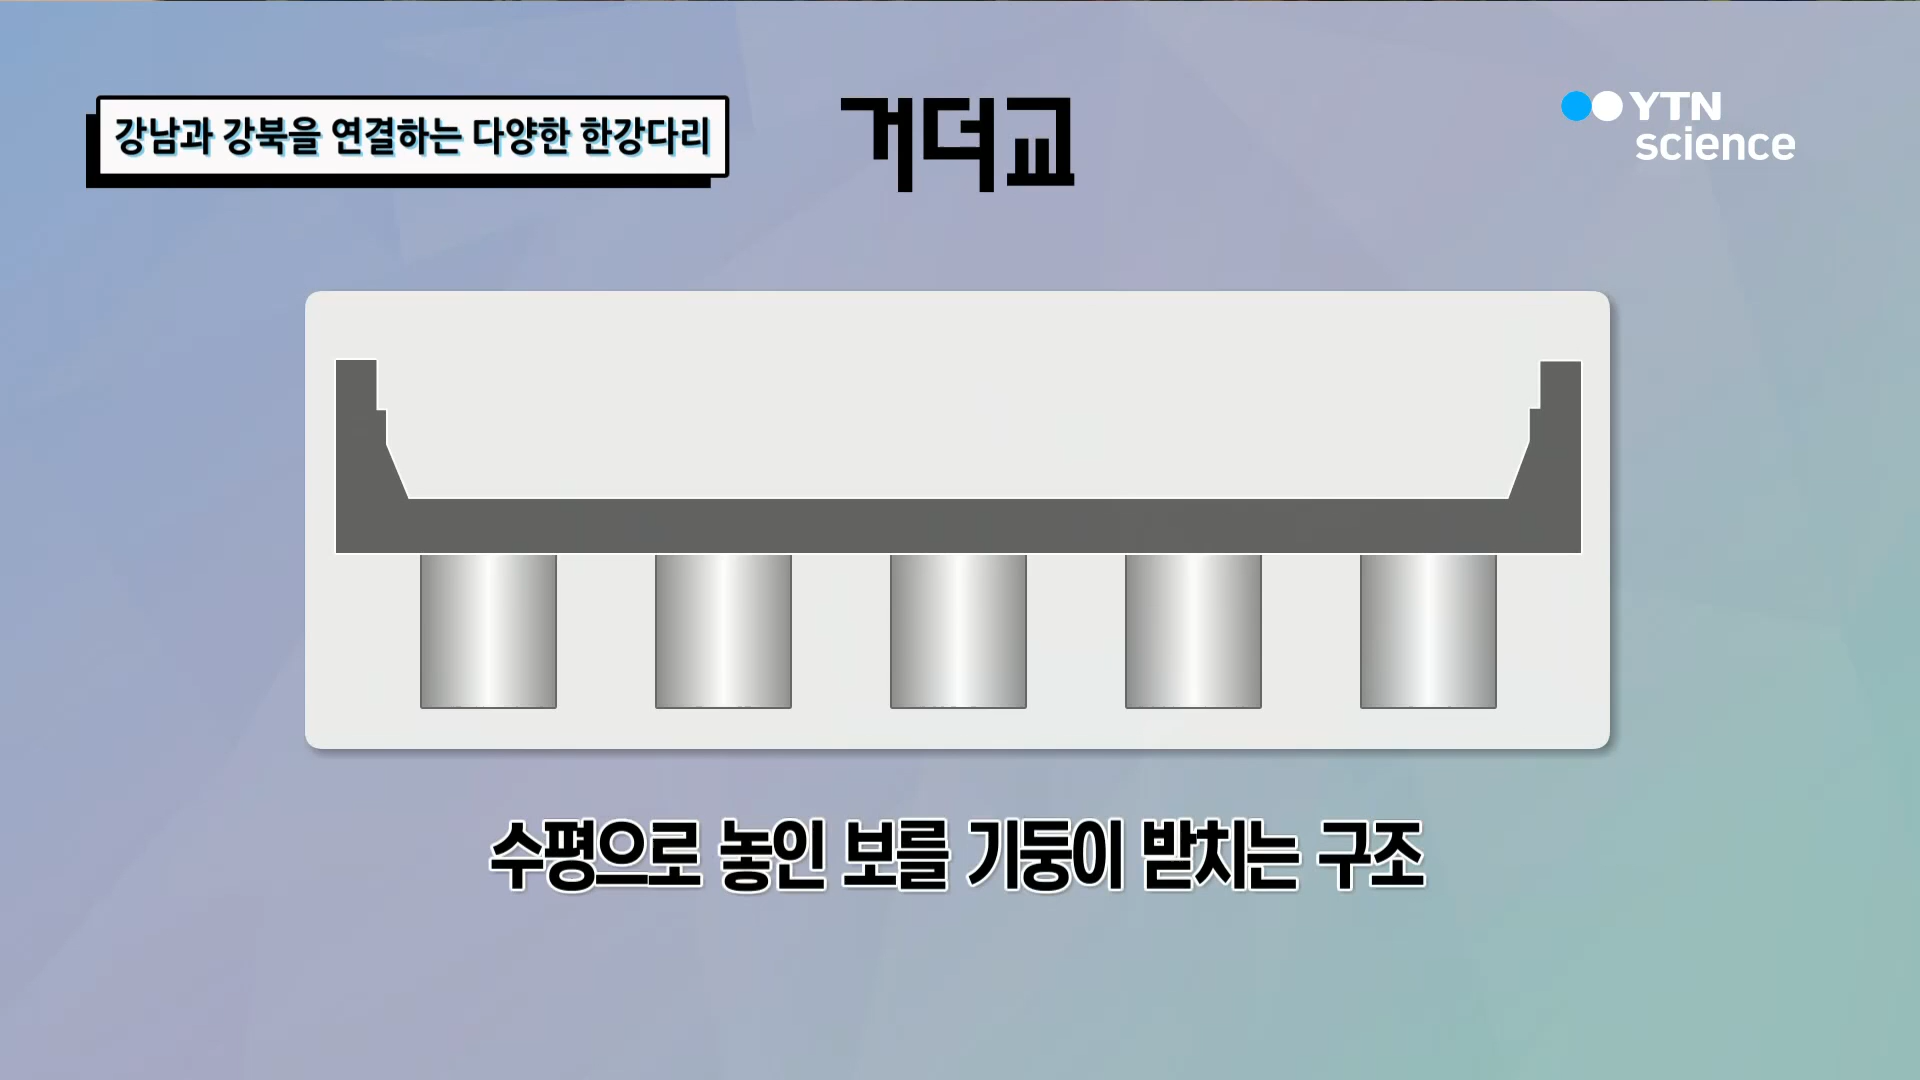 강남과 강북을 연결하는 다양한 한강다리
거더교
YTN
science
수평으로 놓인 보를 기둥이 받치는 구조